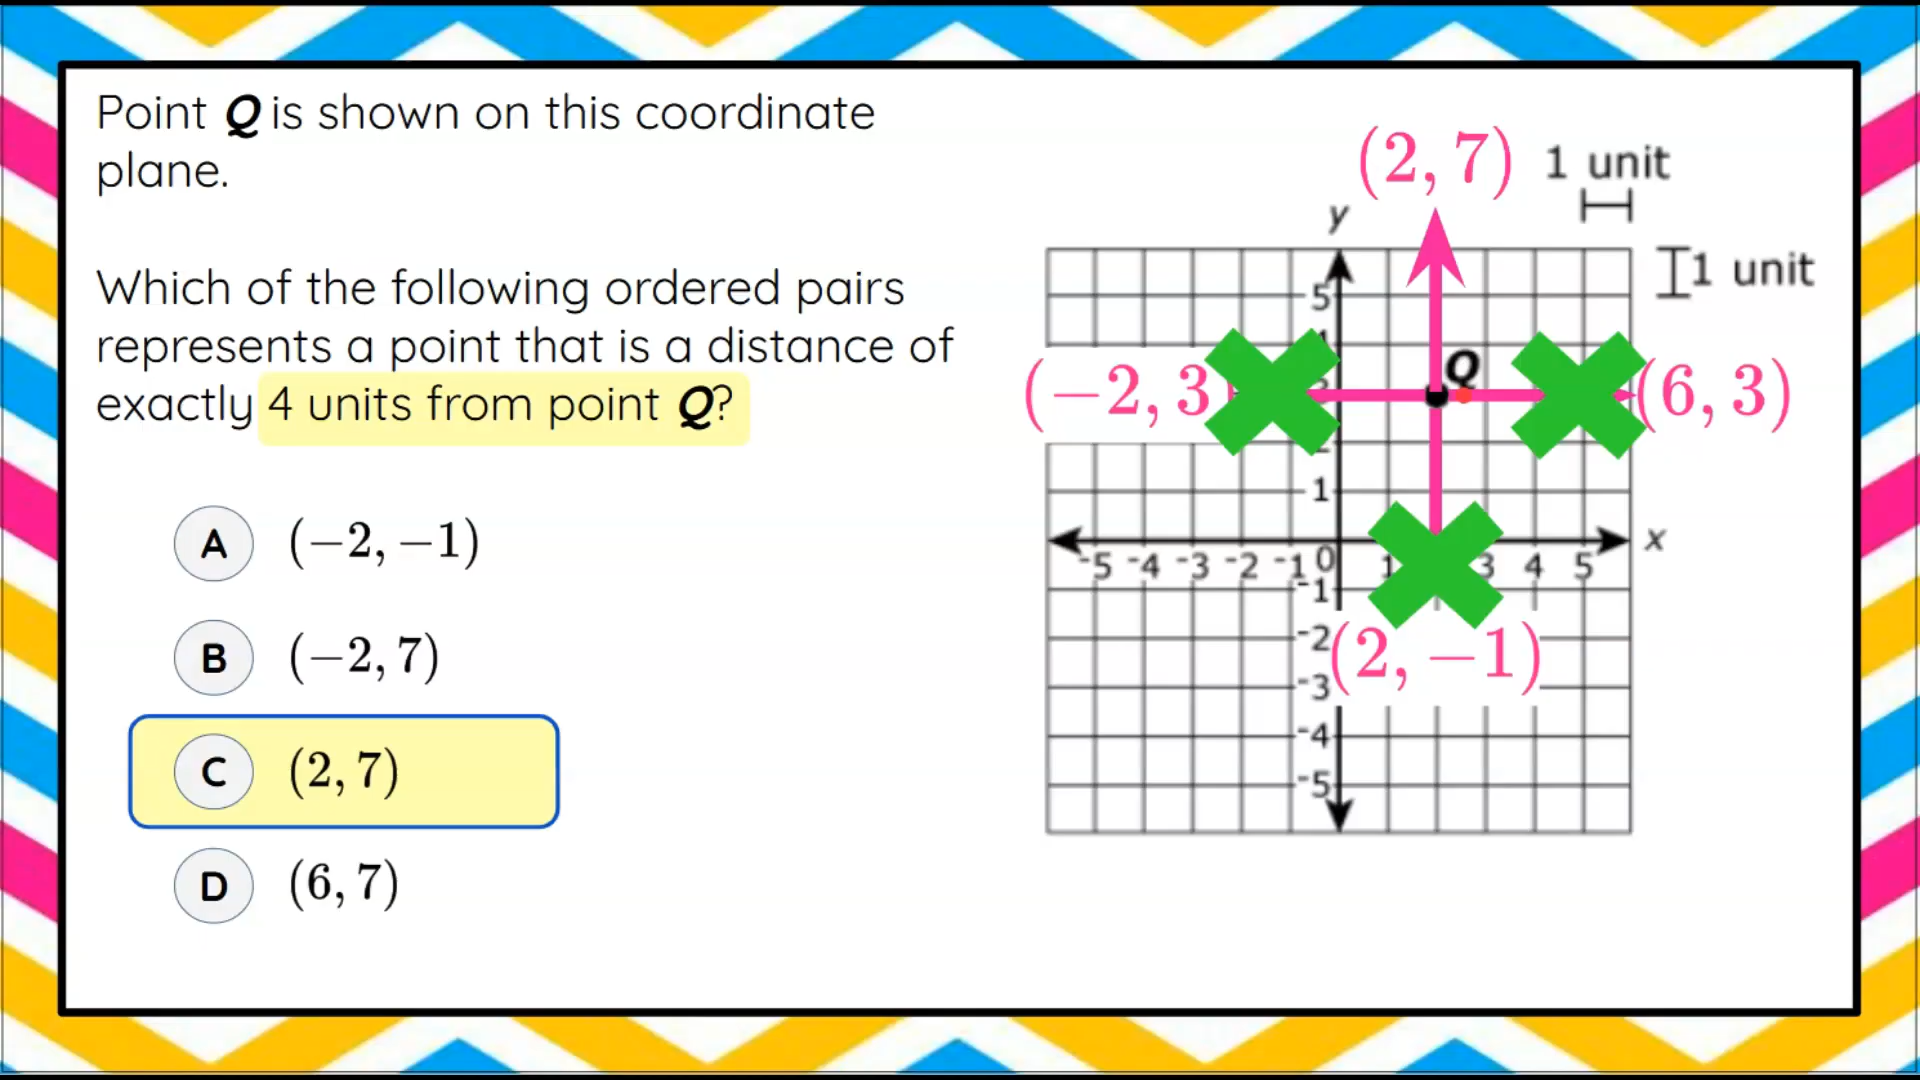 Point Q is shown on this coordinate
plane.
Which of the following ordered pairs
represents a point that is a distance of
exactly 4 units from point Q?
A (−2, −1)
B (−2, 7)
C (2, 7)
D (6, 7)
(2, 7) 1 unit
y
1 unit
5
Q
(−2, 3 (6, 3)
1
x
-5 -4 -3 -2 -1 0 1 3 4 5
-1
-2
(2, −1)
-3
-4
-5